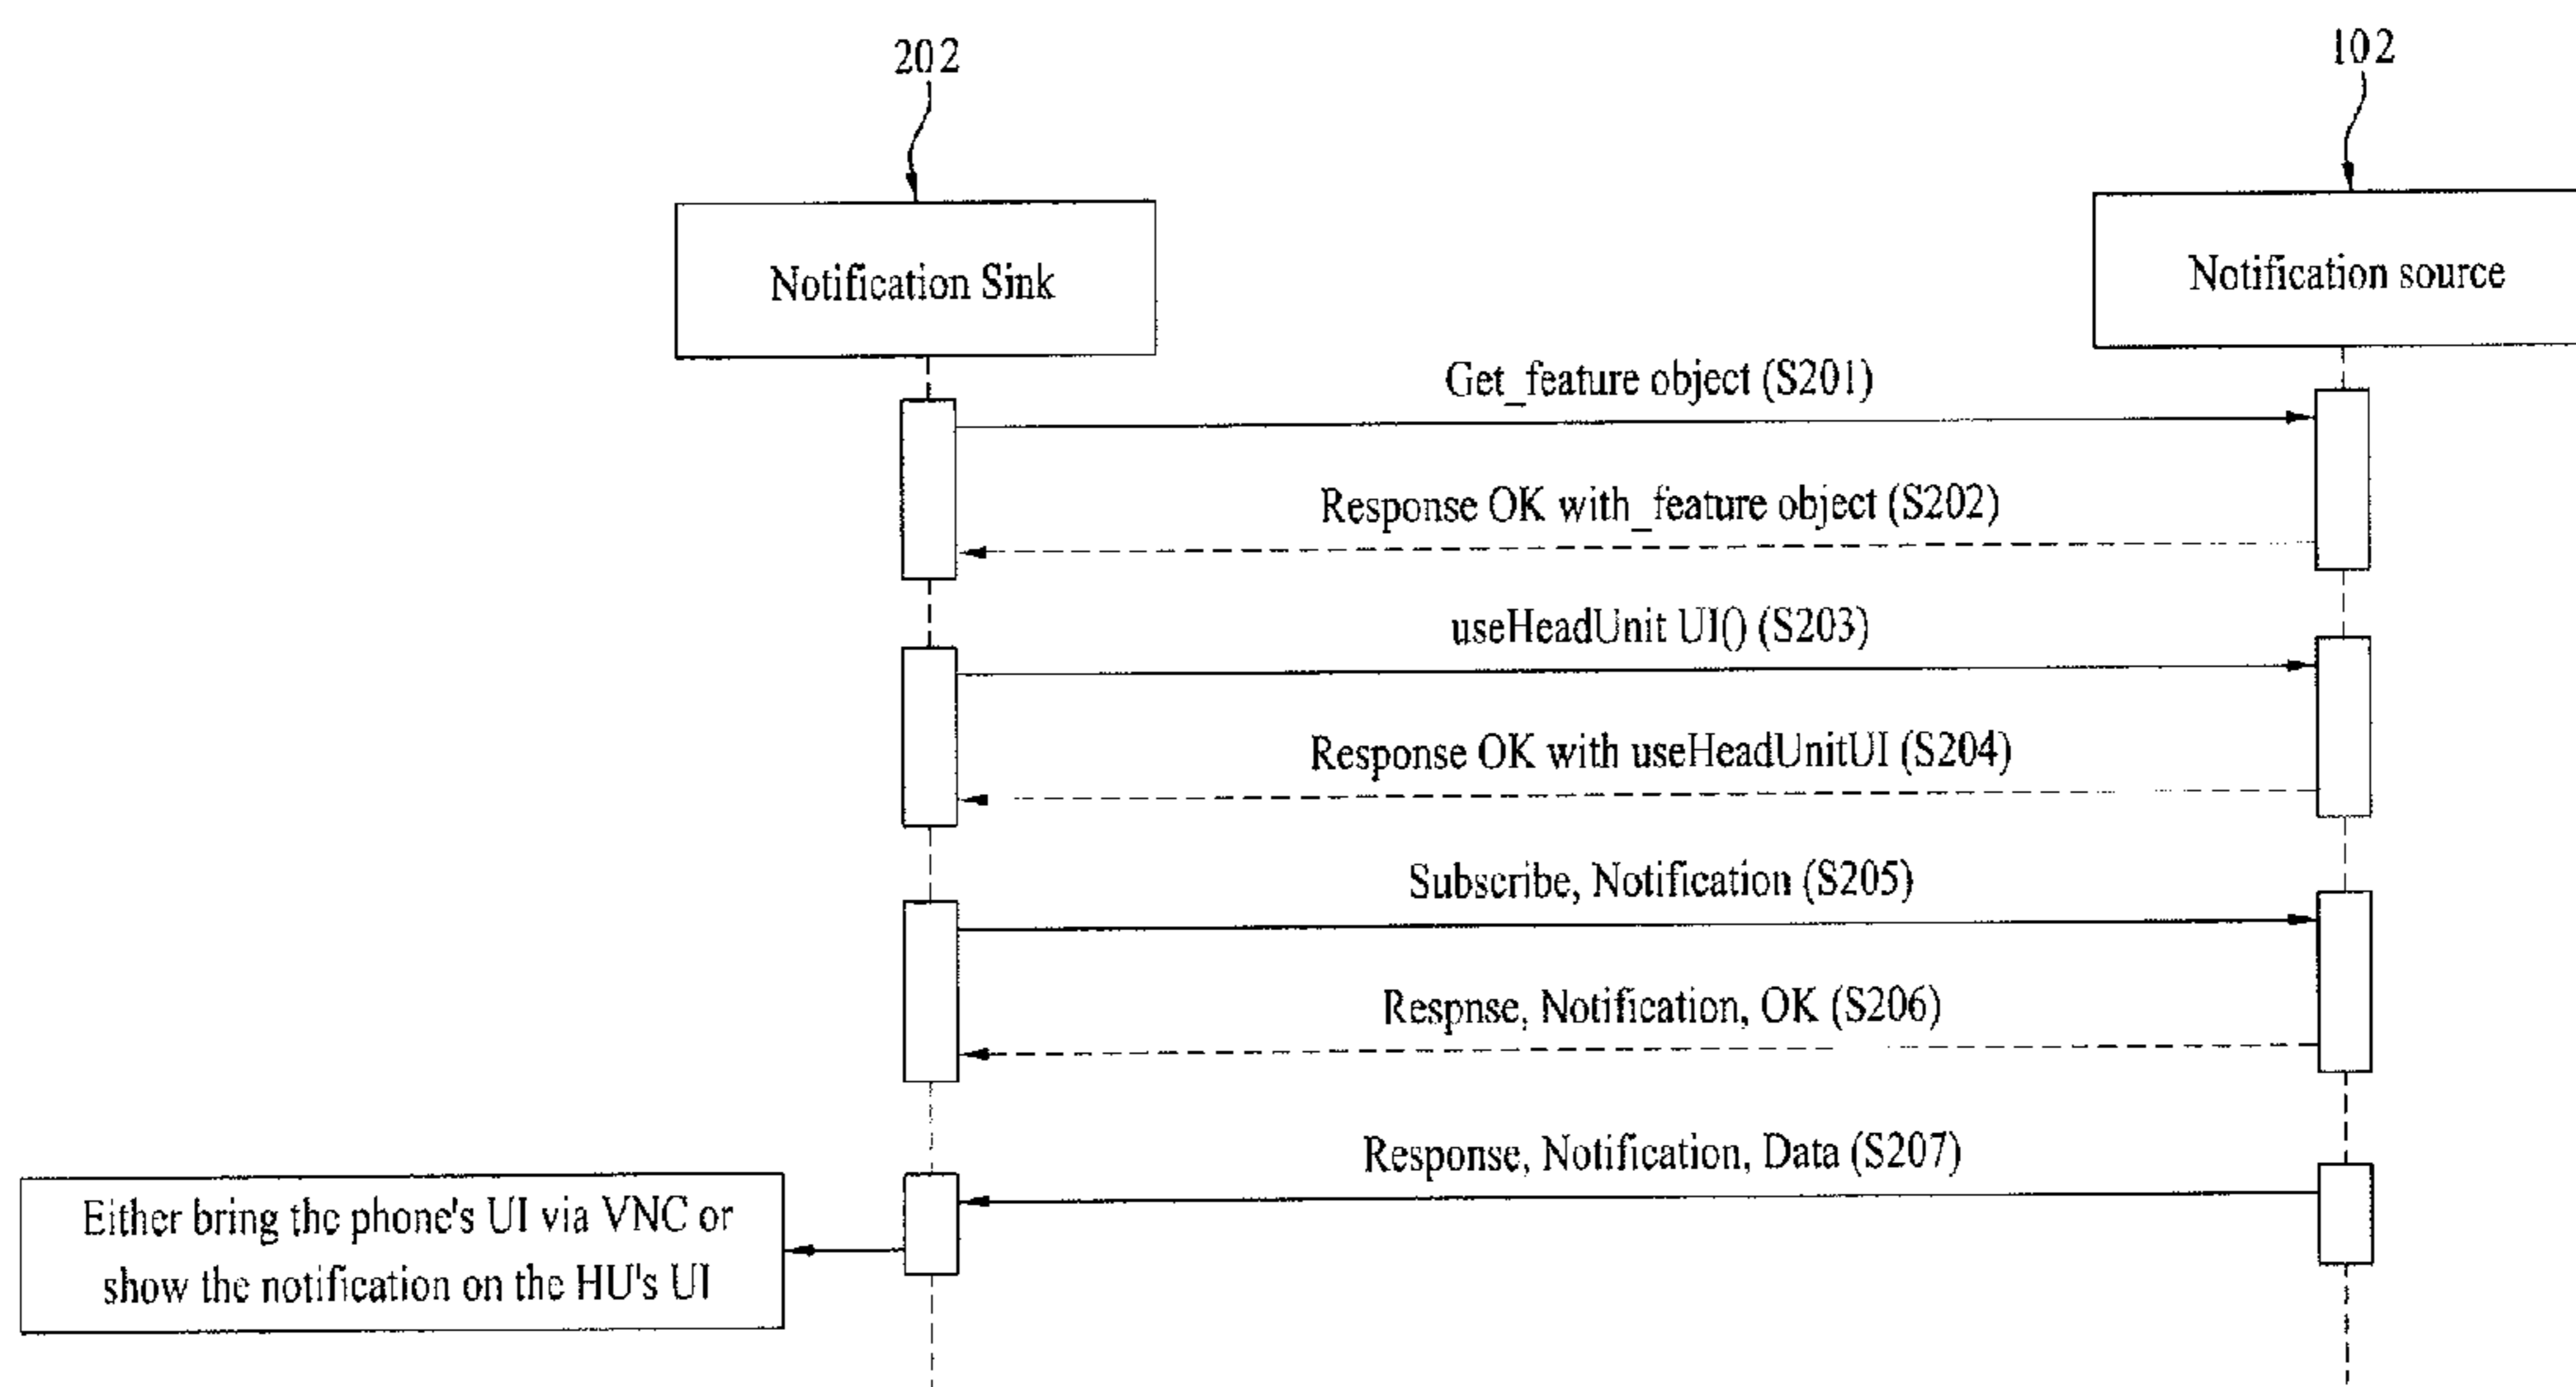 202
102
Notification Sink
Notification source
Get_feature object (S201)
Response OK with_feature object (S202)
useHeadUnit UI() (S203)
Response OK with useHeadUnitUI (S204)
Subscribe, Notification (S205)
Respnse, Notification, OK (S206)
Response, Notification, Data (S207)
Either bring the phone's UI via VNC or
show the notification on the HU's UI